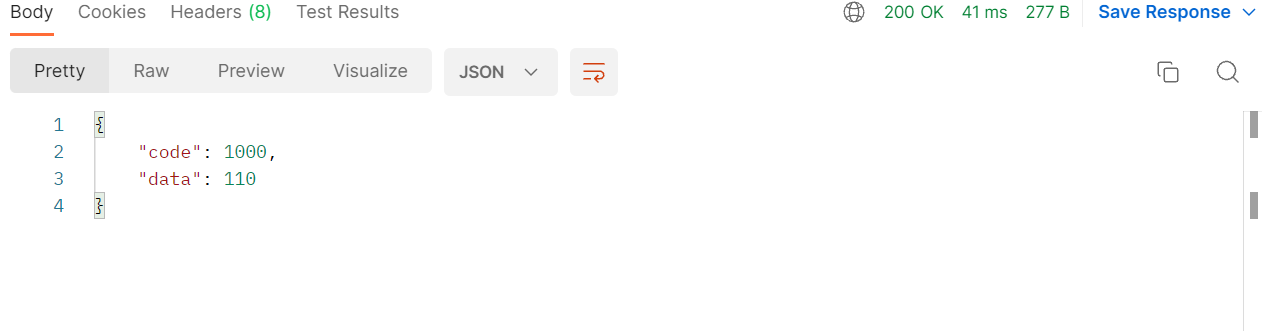 Body Cookies Headers (8) Test Results 200 OK 41 ms 277 B Save Response
Pretty Raw Preview Visualize JSON
1 {
2 "code": 1000,
3 "data": 110
4 }